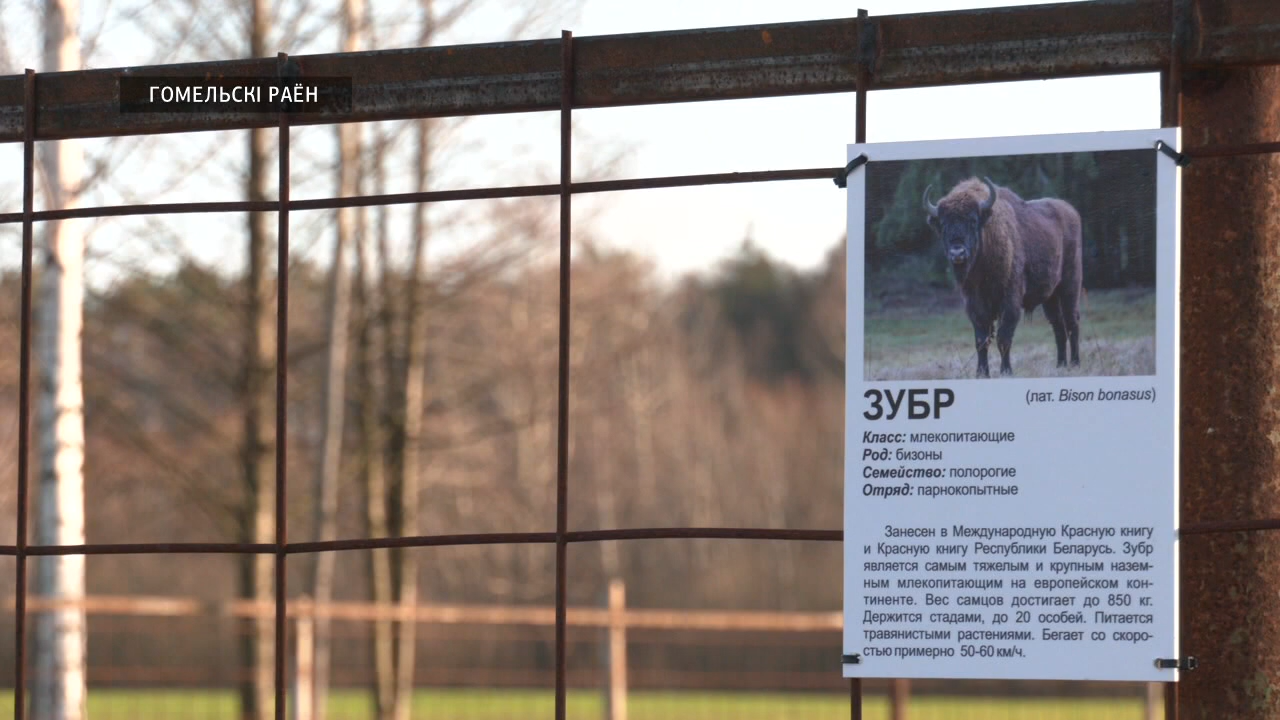 ГОМЕЛЬСКІ РАЁН
ЗУБР
(лат. Bison bonasus)
Класс: млекопитающие
Род: бизоны
Семейство: полорогие
Отряд: парнокопытные
Занесен в Международную Красную книгу
и Красную книгу Республики Беларусь. Зубр
является самым тяжелым и крупным назем-
ным млекопитающим на европейском кон-
тиненте. Вес самцов достигает до 850 кг.
Держится стадами, до 20 особей. Питается
травянистыми растениями. Бегает со скоро-
стью примерно 50-60 км/ч.